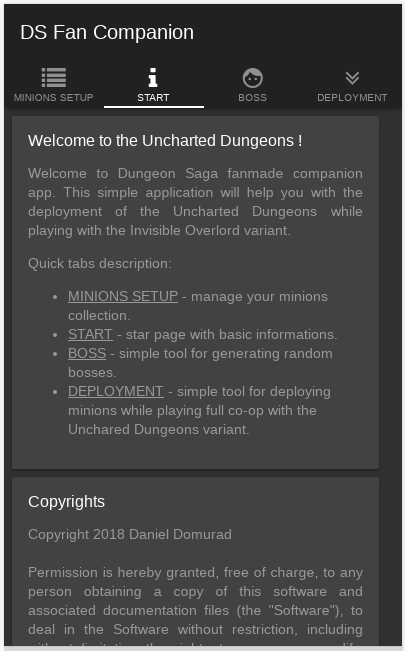 DS Fan Companion
MINIONS SETUP
START
BOSS
DEPLOYMENT
Welcome to the Uncharted Dungeons !
Welcome to Dungeon Saga fanmade companion
app. This simple application will help you with the
deployment of the Uncharted Dungeons while
playing with the Invisible Overlord variant.
Quick tabs description:
MINIONS SETUP - manage your minions
collection.
START - star page with basic informations.
BOSS - simple tool for generating random
bosses.
DEPLOYMENT - simple tool for deploying
minions while playing full co-op with the
Unchared Dungeons variant.
Copyrights
Copyright 2018 Daniel Domurad
Permission is hereby granted, free of charge, to any
person obtaining a copy of this software and
associated documentation files (the "Software"), to
deal in the Software without restriction, including